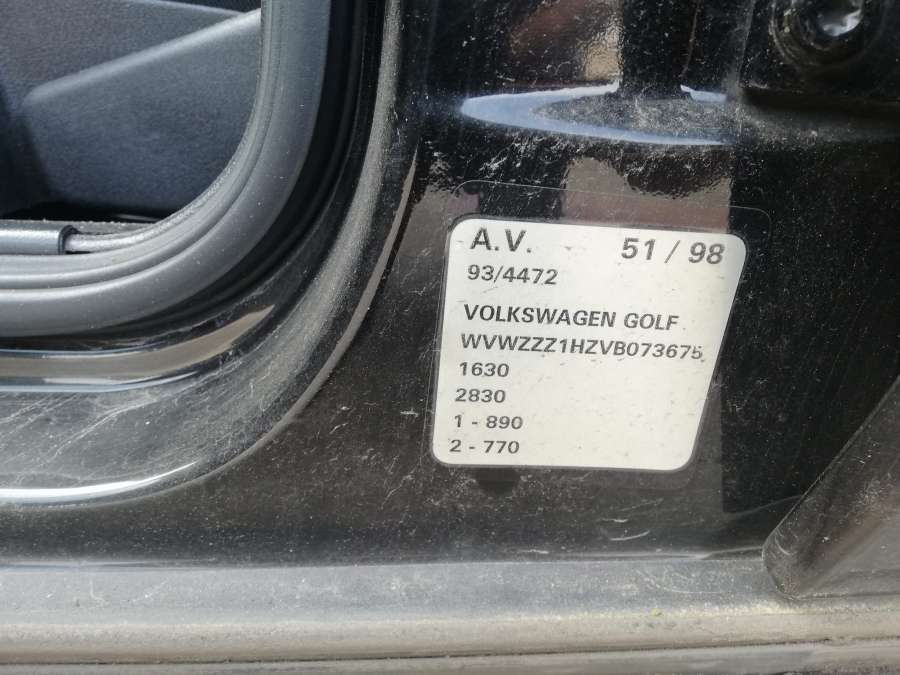 A.V. 51 / 98
93/4472
VOLKSWAGEN GOLF
WVWZZZ1HZVB073675
1630
2830
1 - 890
2 - 770